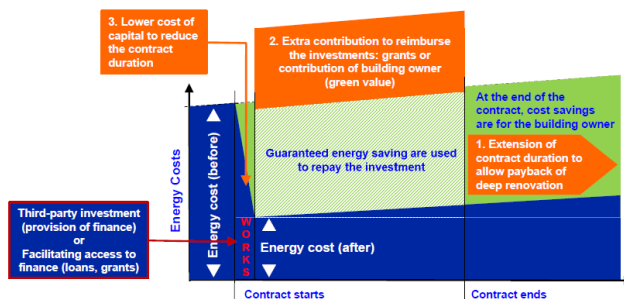 3. Lower cost of
capital to reduce
the contract
duration
2. Extra contribution to reimburse
the investments: grants or
contribution of building owner
(green value)
At the end of the
contract, cost savings
are for the building owner
1. Extension of
contract duration to
allow payback of
deep renovation
Guaranteed energy saving are used
to repay the investment
Energy Costs
Energy cost (before)
Third-party investment
(provision of finance)
or
Facilitating access to
finance (loans, grants)
WORKS
Energy cost (after)
Contract starts
Contract ends